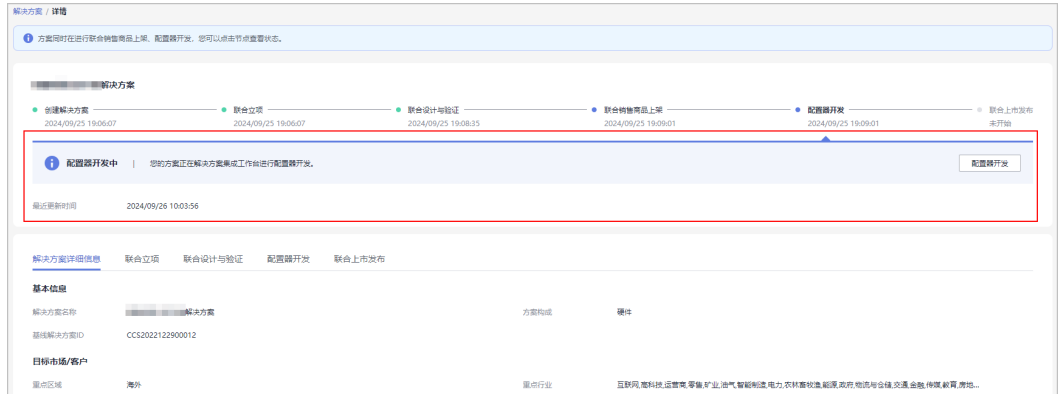 解决方案 / 详情
方案同时在进行联合销售商品上架、配置器开发，您可以点击节点查看状态。
解决方案
创建解决方案 联合立项 联合设计与验证 联合销售商品上架 配置器开发 联合上市发布
2024/09/25 19:06:07 2024/09/25 19:06:07 2024/09/25 19:08:35 2024/09/25 19:09:01 2024/09/25 19:09:01 未开始
配置器开发中 | 您的方案正在解决方案集成工作台进行配置器开发。 配置器开发
最近更新时间 2024/09/26 10:03:56
解决方案详细信息 联合立项 联合设计与验证 配置器开发 联合上市发布
基本信息
解决方案名称 解决方案 方案构成 硬件
基线解决方案ID CCS2022122900012
目标市场/客户
重点区域 海外 重点行业 互联网,高科技,运营商,零售,矿业,油气,智能制造,电力,农林畜牧渔,能源,政府,物流与仓储,交通,金融,传媒,教育,房地...